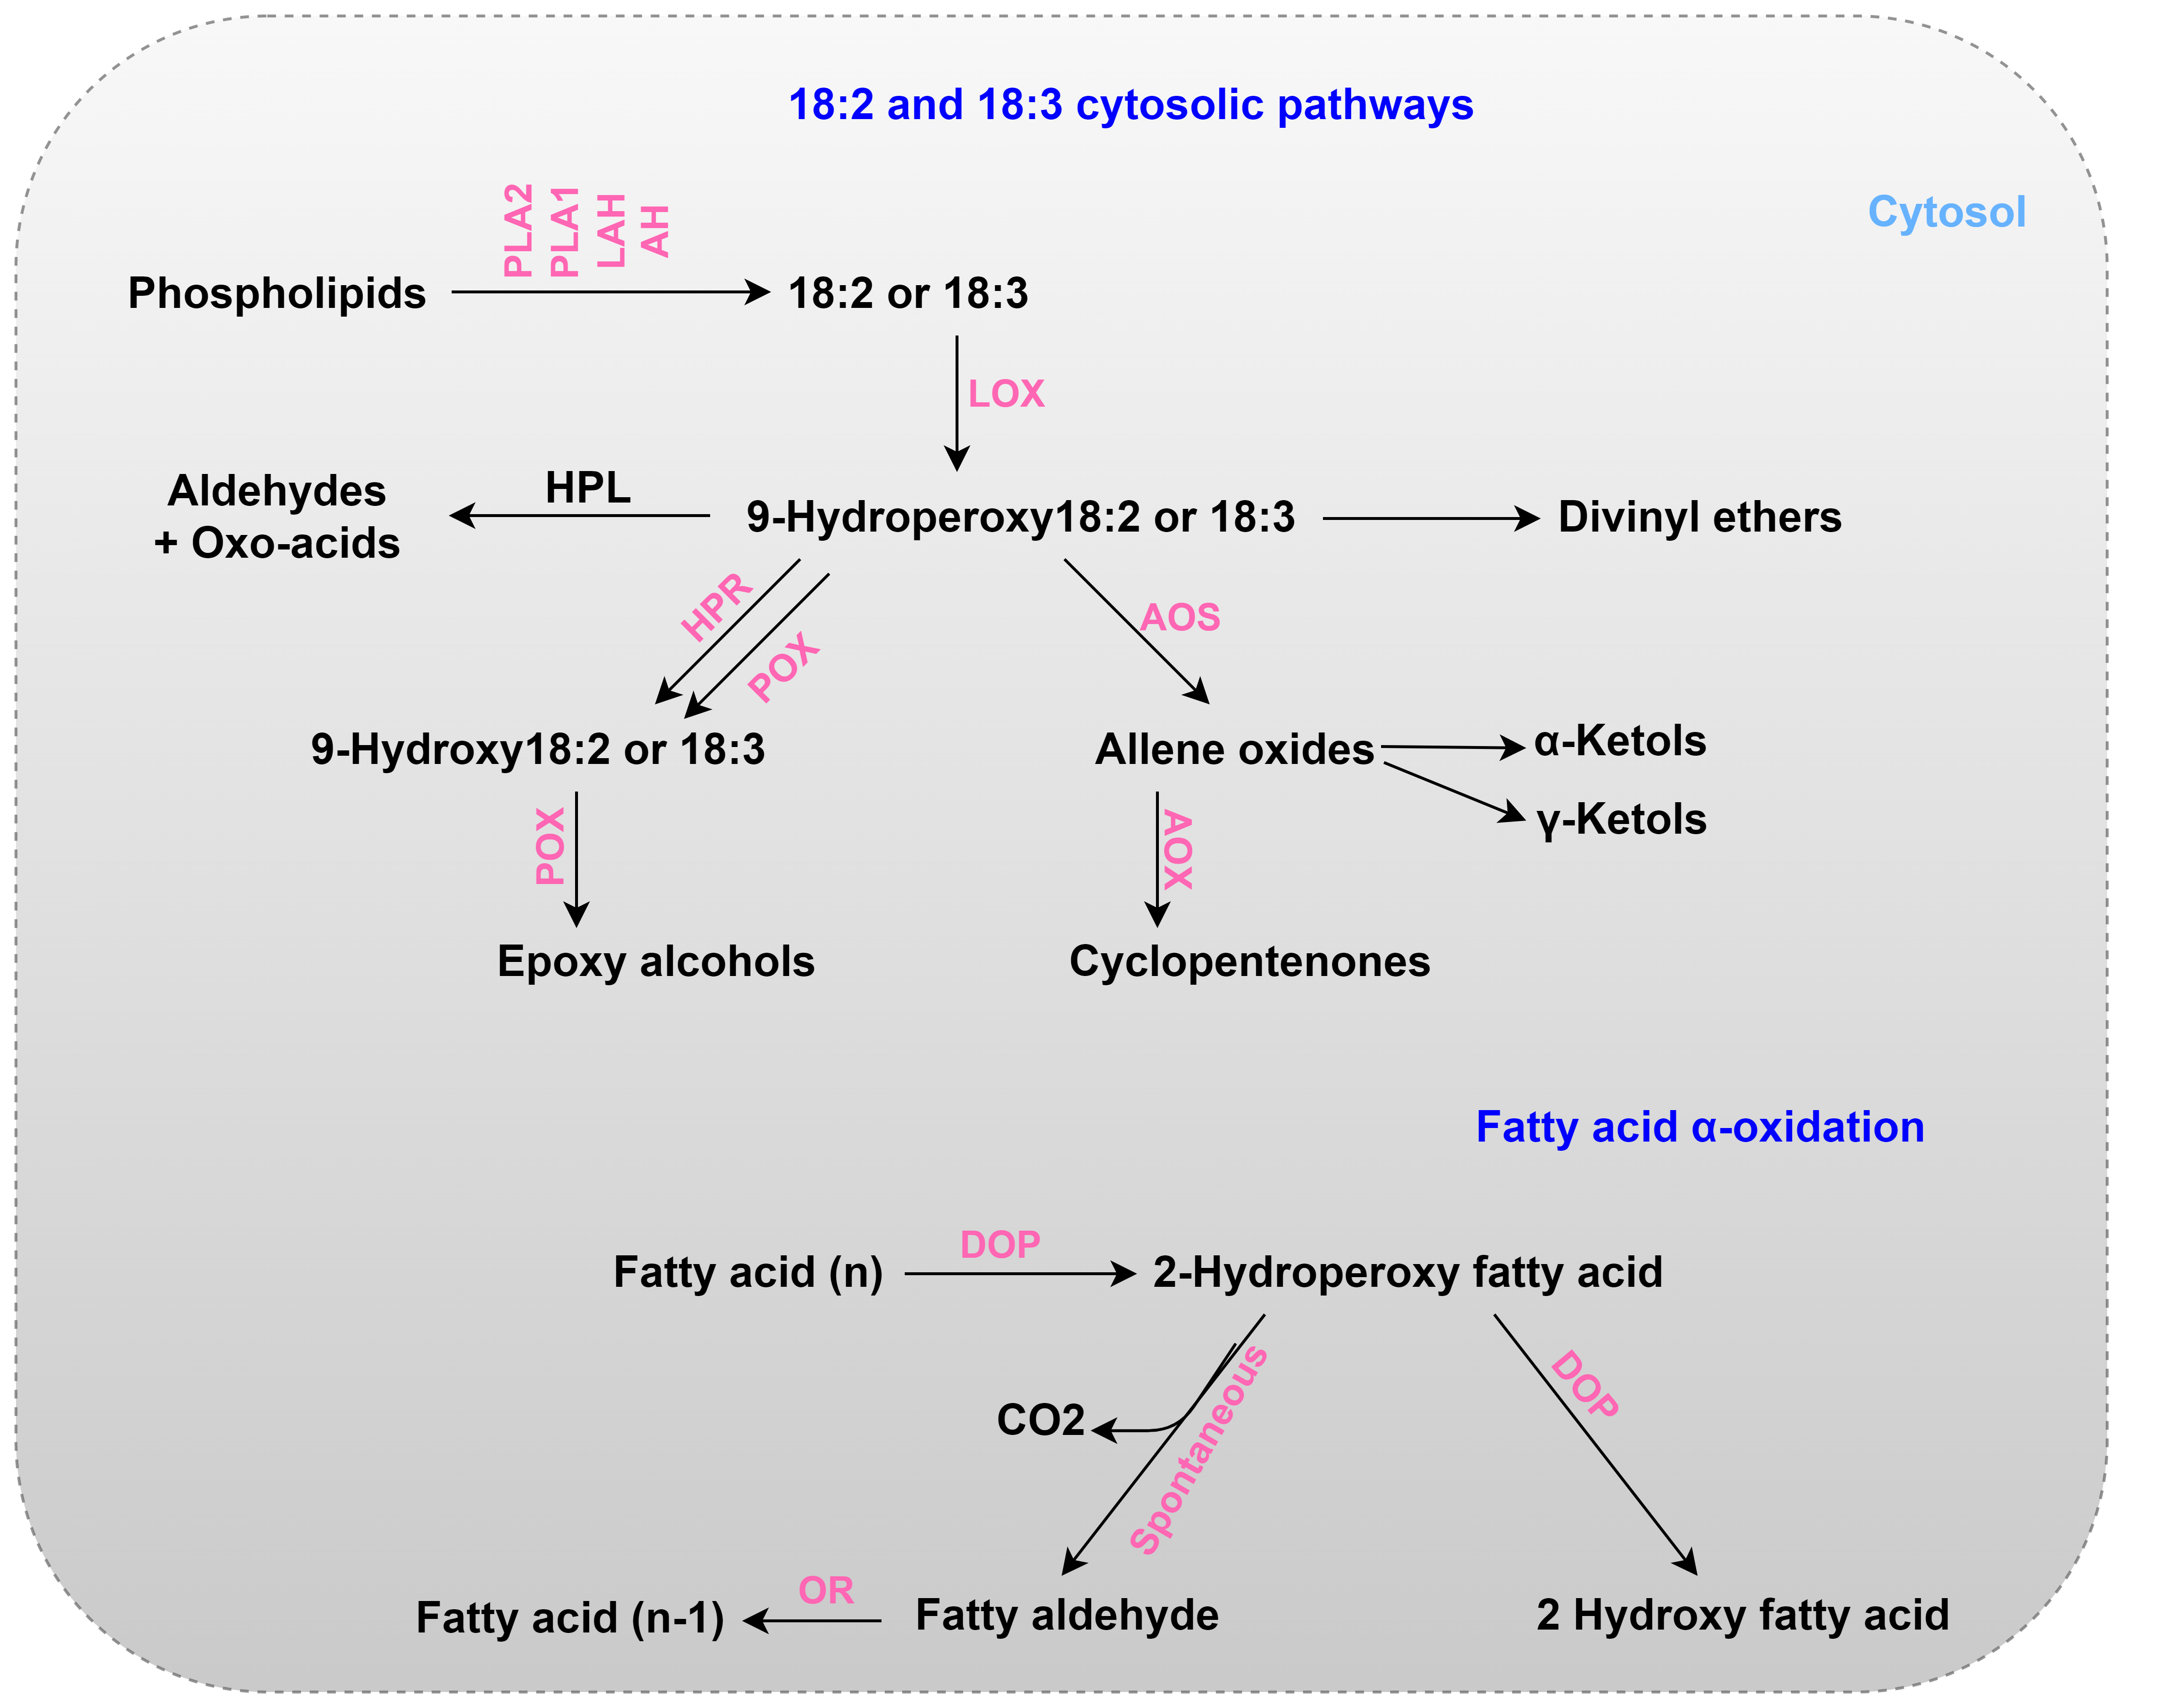 18:2 and 18:3 cytosolic pathways
Cytosol
PLA2
PLA1
LAH
AH
Phospholipids
18:2 or 18:3
LOX
Aldehydes
+ Oxo-acids
HPL
9-Hydroperoxy18:2 or 18:3
Divinyl ethers
HPR
POX
AOS
9-Hydroxy18:2 or 18:3
Allene oxides
α-Ketols
γ-Ketols
POX
AOX
Epoxy alcohols
Cyclopentenones
Fatty acid α-oxidation
Fatty acid (n)
DOP
2-Hydroperoxy fatty acid
CO2
Spontaneous
DOP
Fatty acid (n-1)
OR
Fatty aldehyde
2 Hydroxy fatty acid